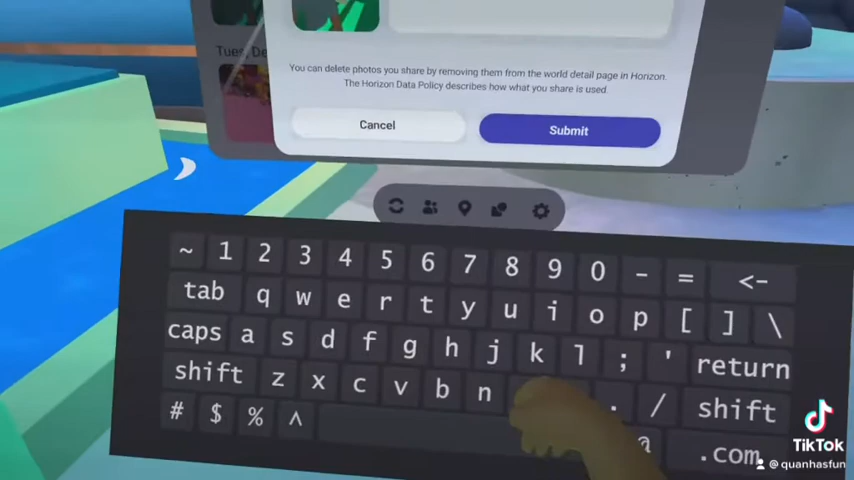 Tues, De
You can delete photos you share by removing them from the world detail page in Horizon.
The Horizon Data Policy describes how what you share is used.
Cancel
Submit
~ 1 2 3 4 5 6 7 8 9 0 - = <-
tab q w e r t y u i o p [ ] \
caps a s d f g h j k l ; ' return
shift z x c v b n . / shift
# $ % ^ @ .com
TikTok
@ quanhasfun